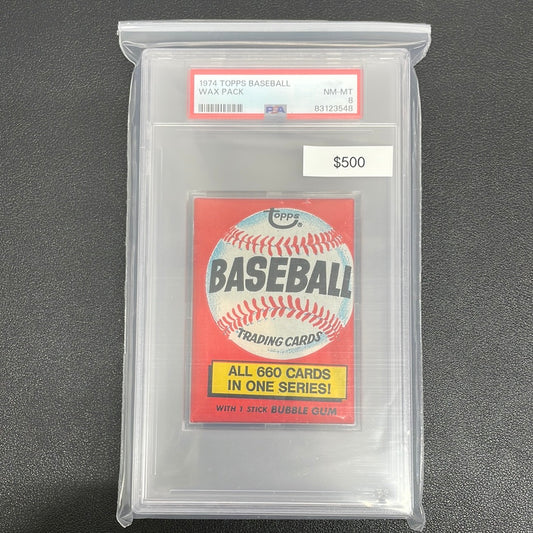 1974 TOPPS BASEBALL
WAX PACK
NM-MT
8
PSA
83123548
$500
Topps
BASEBALL
TRADING CARDS
ALL 660 CARDS
IN ONE SERIES!
WITH 1 STICK BUBBLE GUM